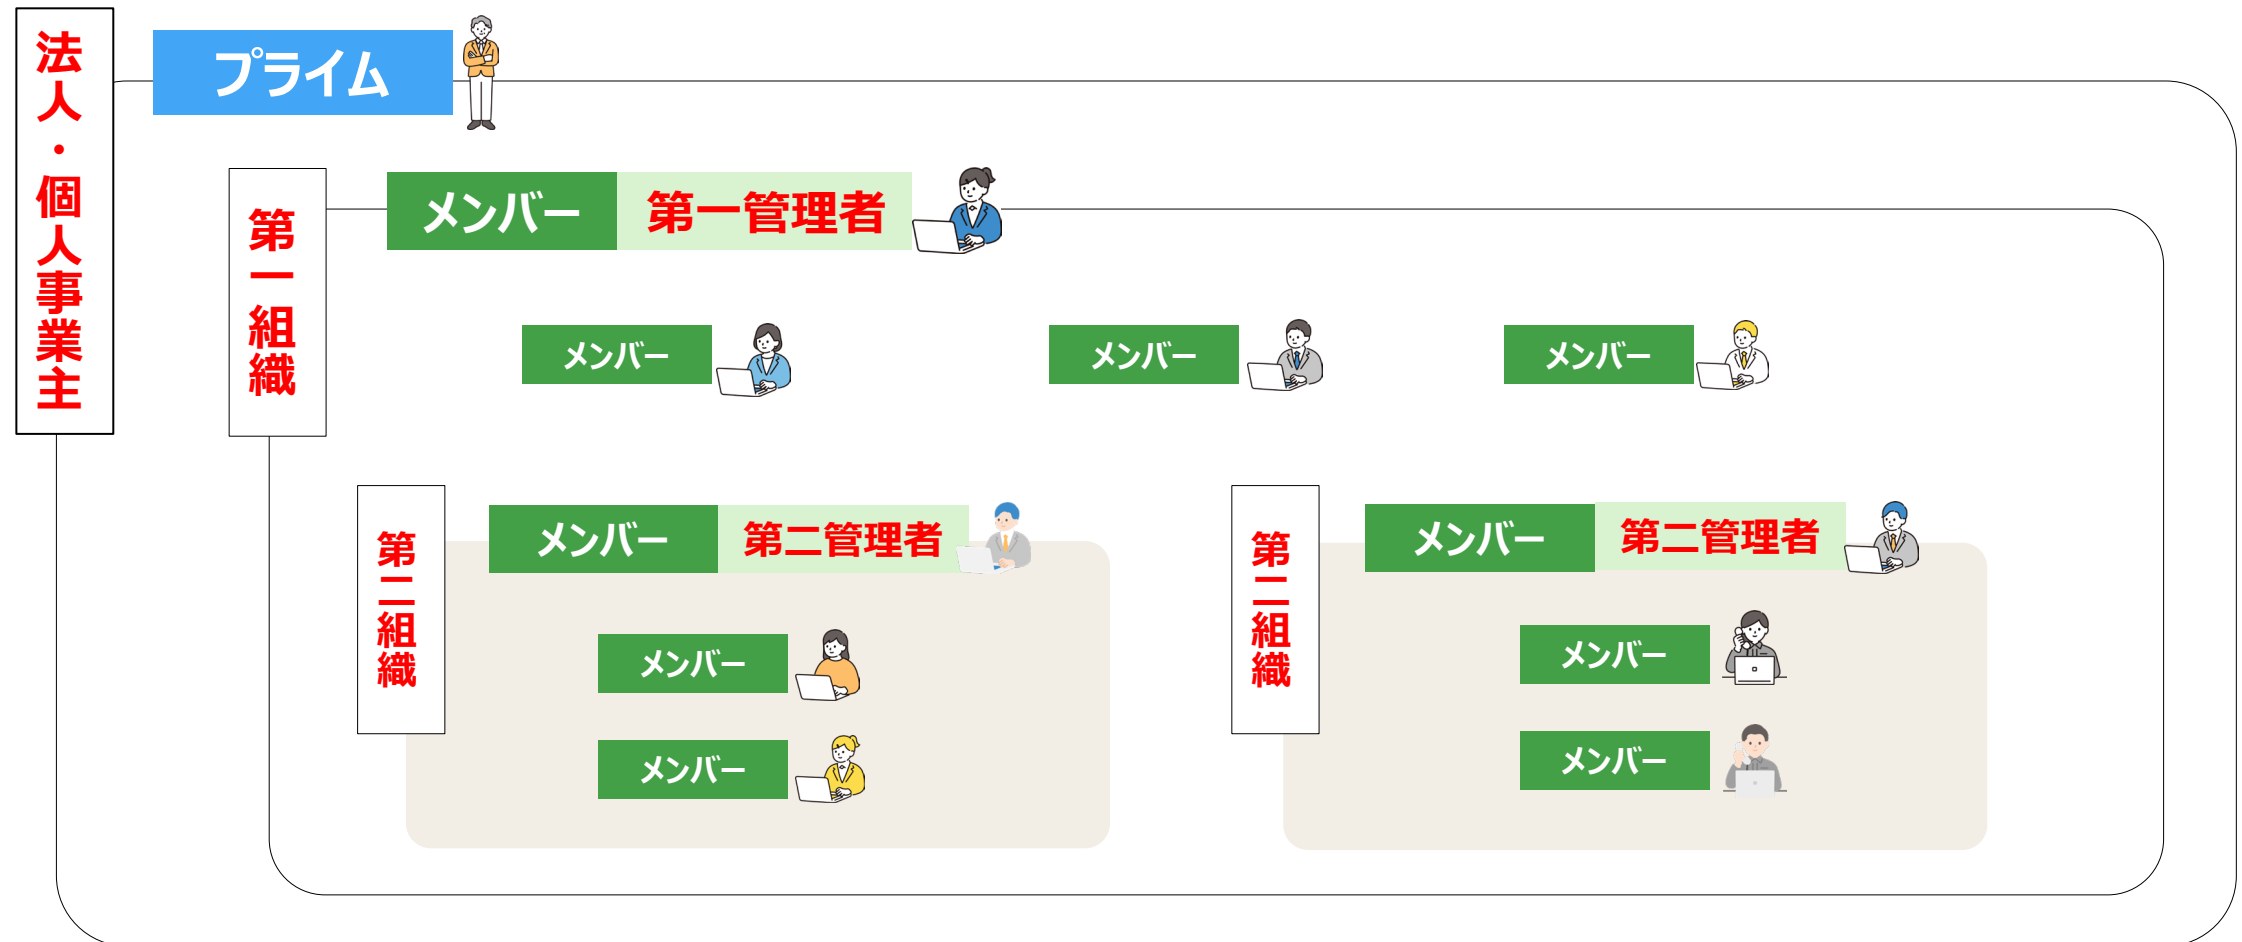 法人・個人事業主
プライム
第一組織
メンバー 第一管理者
メンバー
メンバー
メンバー
第二組織
メンバー 第二管理者
メンバー
メンバー
第二組織
メンバー 第二管理者
メンバー
メンバー